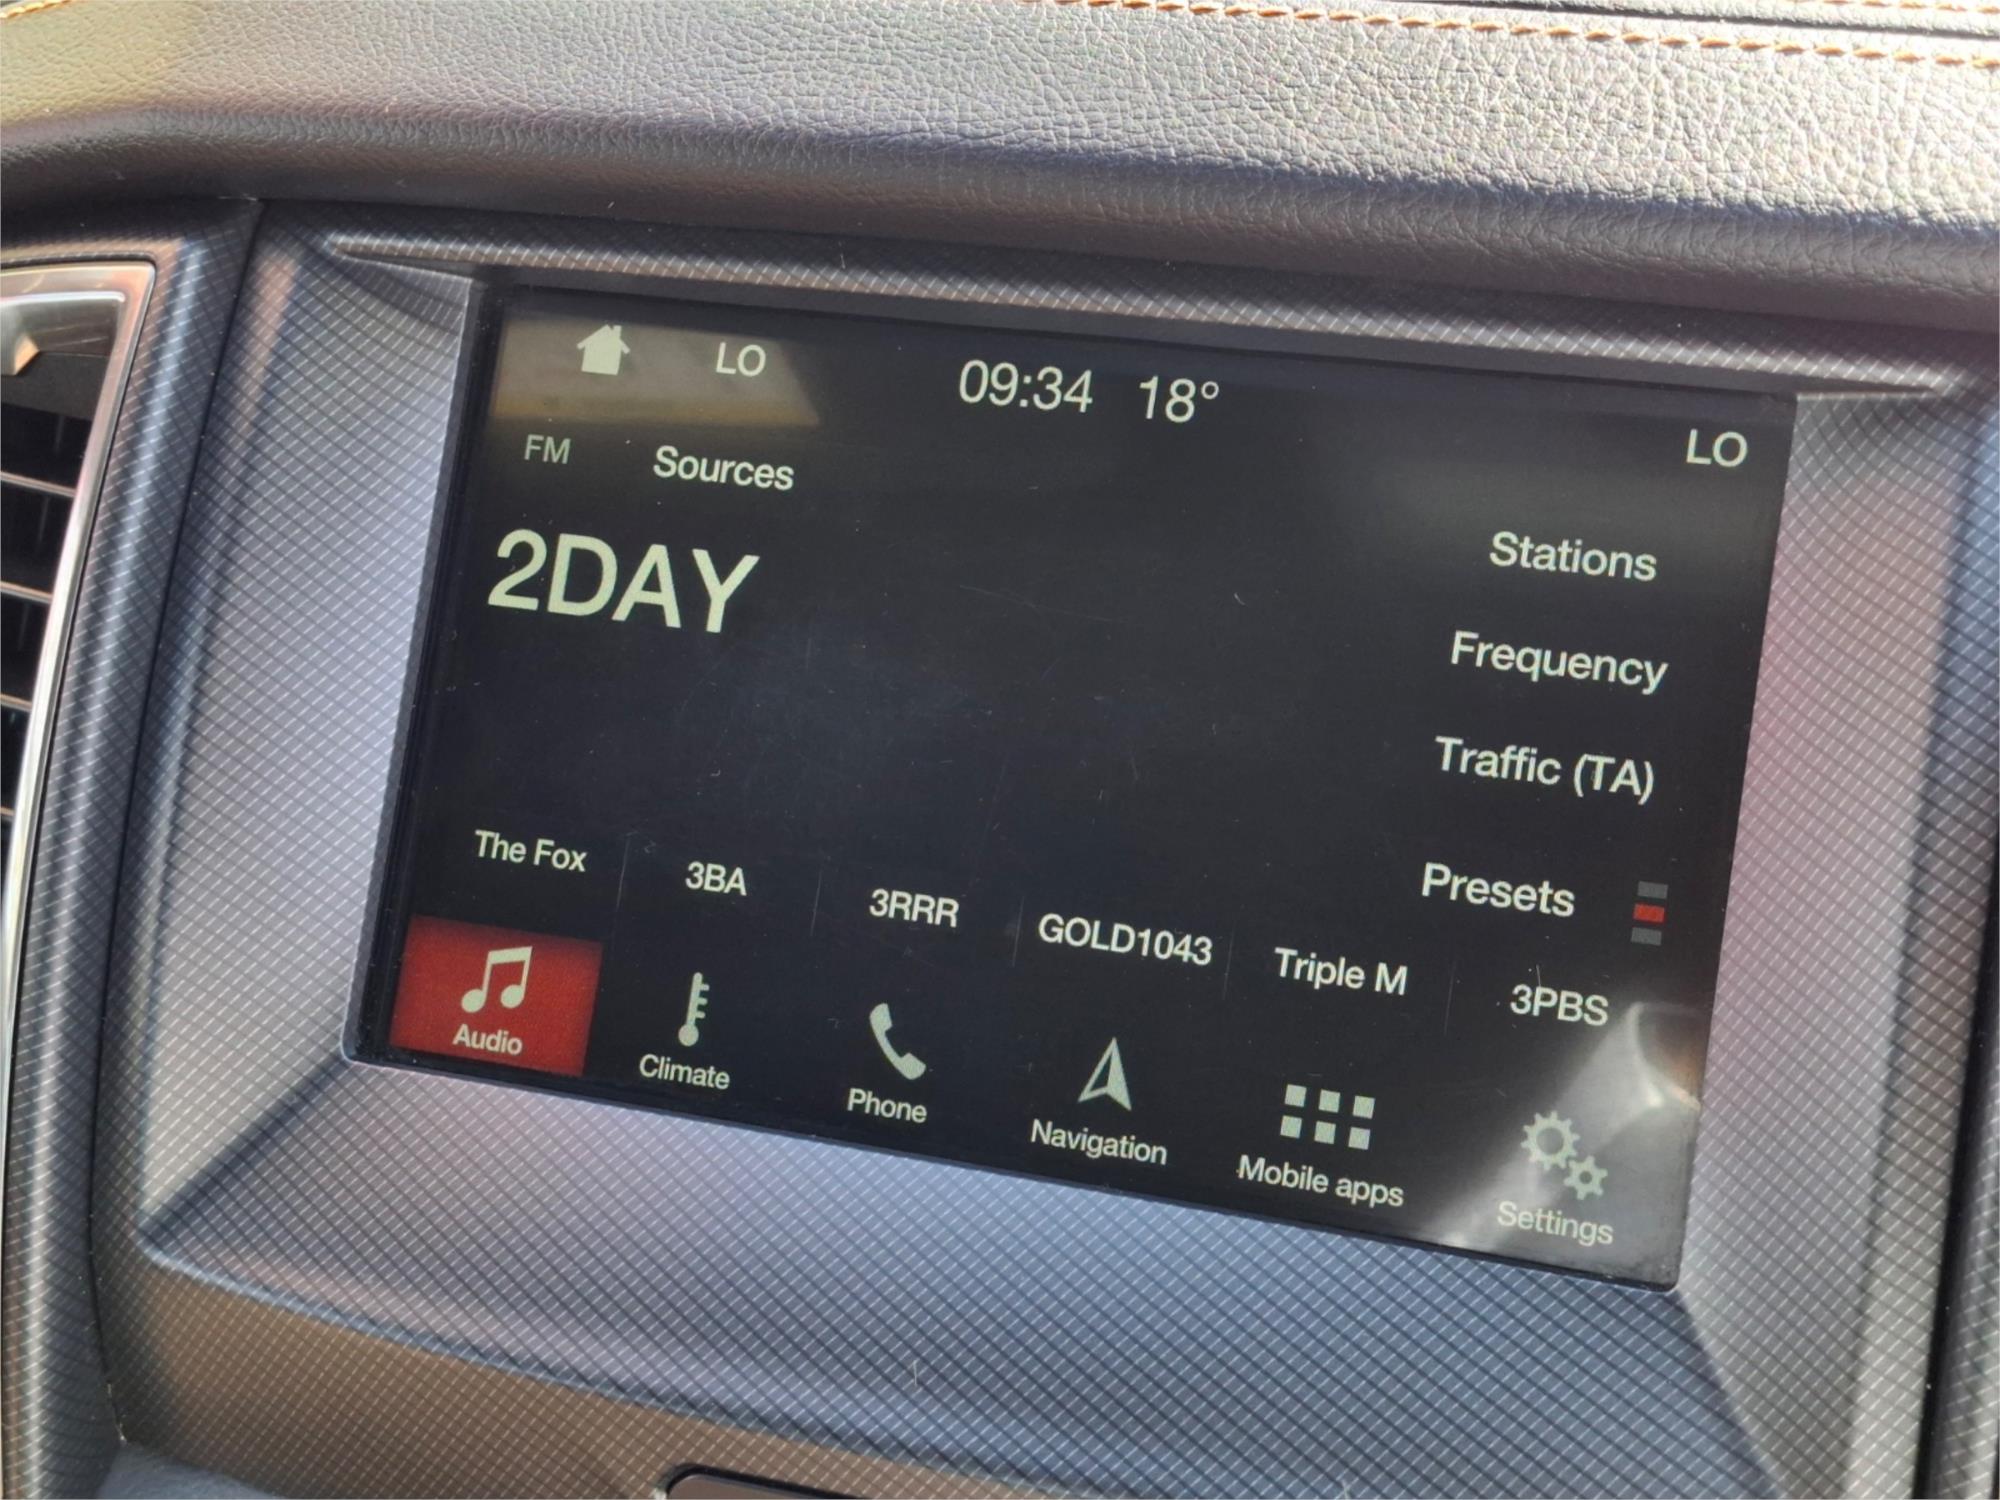 LO 09:34 18° LO
FM Sources
2DAY
Stations
Frequency
Traffic (TA)
Presets
The Fox 3BA 3RRR GOLD1043 Triple M 3PBS
Audio Climate Phone Navigation Mobile apps Settings